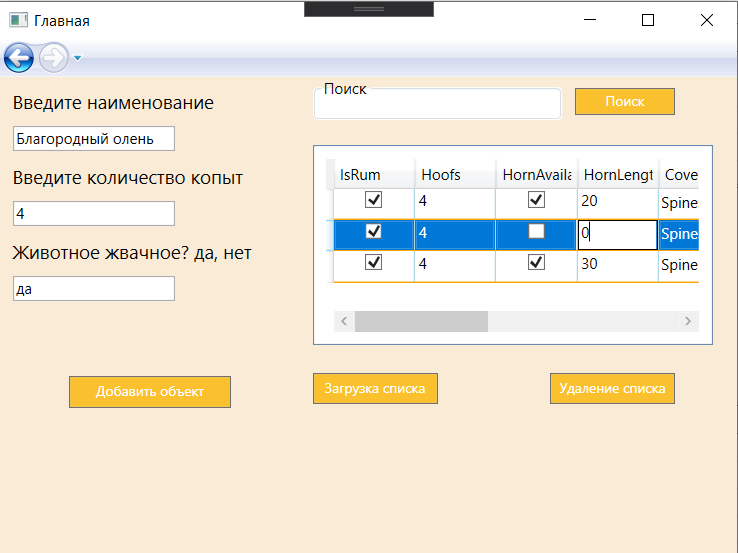 Главная
Введите наименование
Благородный олень
Введите количество копыт
4
Животное жвачное? да, нет
да
Добавить объект
Поиск
Поиск
IsRum Hoofs HornAvaila HornLengt Cove
4 20 Spine
4 0 Spine
4 30 Spine
Загрузка списка
Удаление списка